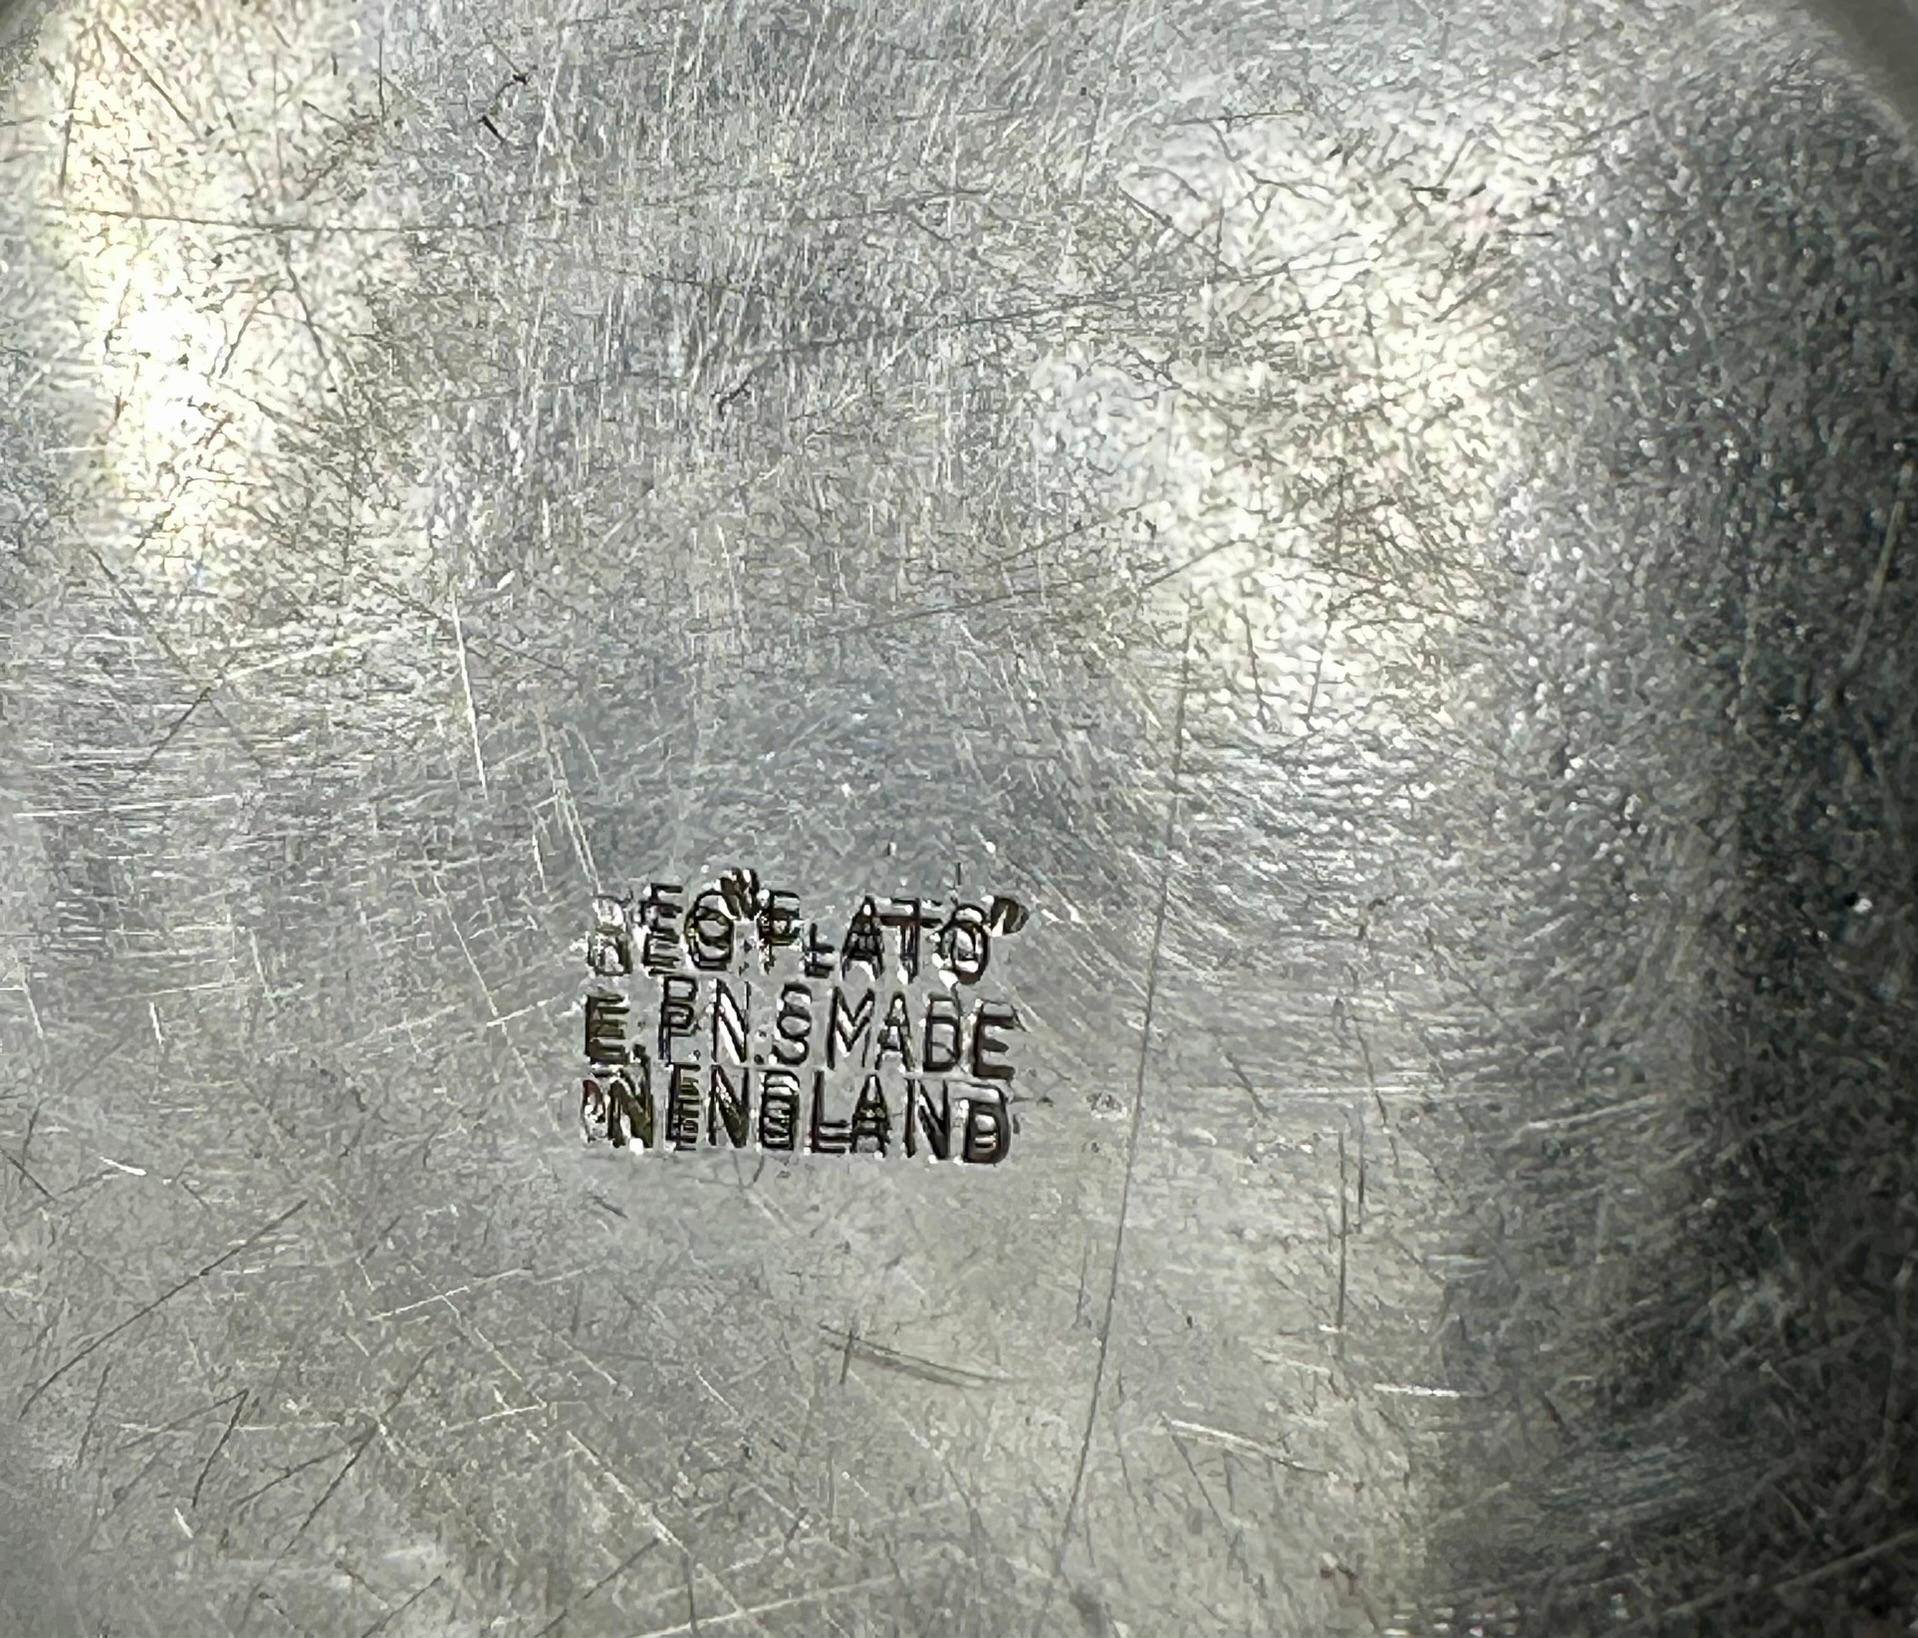 REG "PLATO"
E.P.N.S MADE
IN ENGLAND